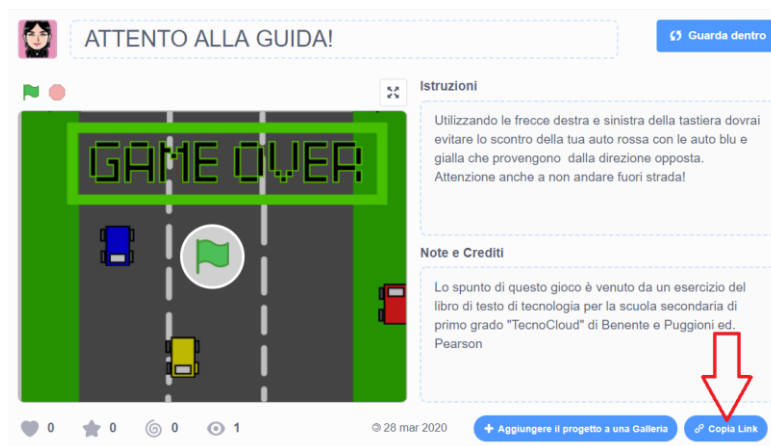 ATTENTO ALLA GUIDA!
Guarda dentro
Istruzioni
Utilizzando le frecce destra e sinistra della tastiera dovrai
evitare lo scontro della tua auto rossa con le auto blu e
gialla che provengono dalla direzione opposta.
Attenzione anche a non andare fuori strada!
GAME OVER
Note e Crediti
Lo spunto di questo gioco è venuto da un esercizio del
libro di testo di tecnologia per la scuola secondaria di
primo grado "TecnoCloud" di Benente e Puggioni ed.
Pearson
0 0 0 1
28 mar 2020
+ Aggiungere il progetto a una Galleria
Copia Link